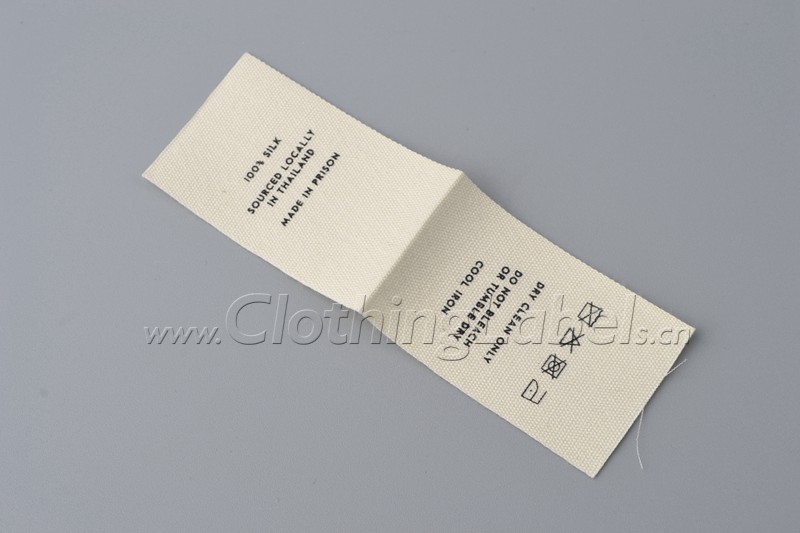 100% SILK
SOURCED LOCALLY
IN THAILAND
MADE IN PRISON
DRY CLEAN ONLY
DO NOT BLEACH
OR TUMBLE DRY
COOL IRON
www.ClothingLabels.cn